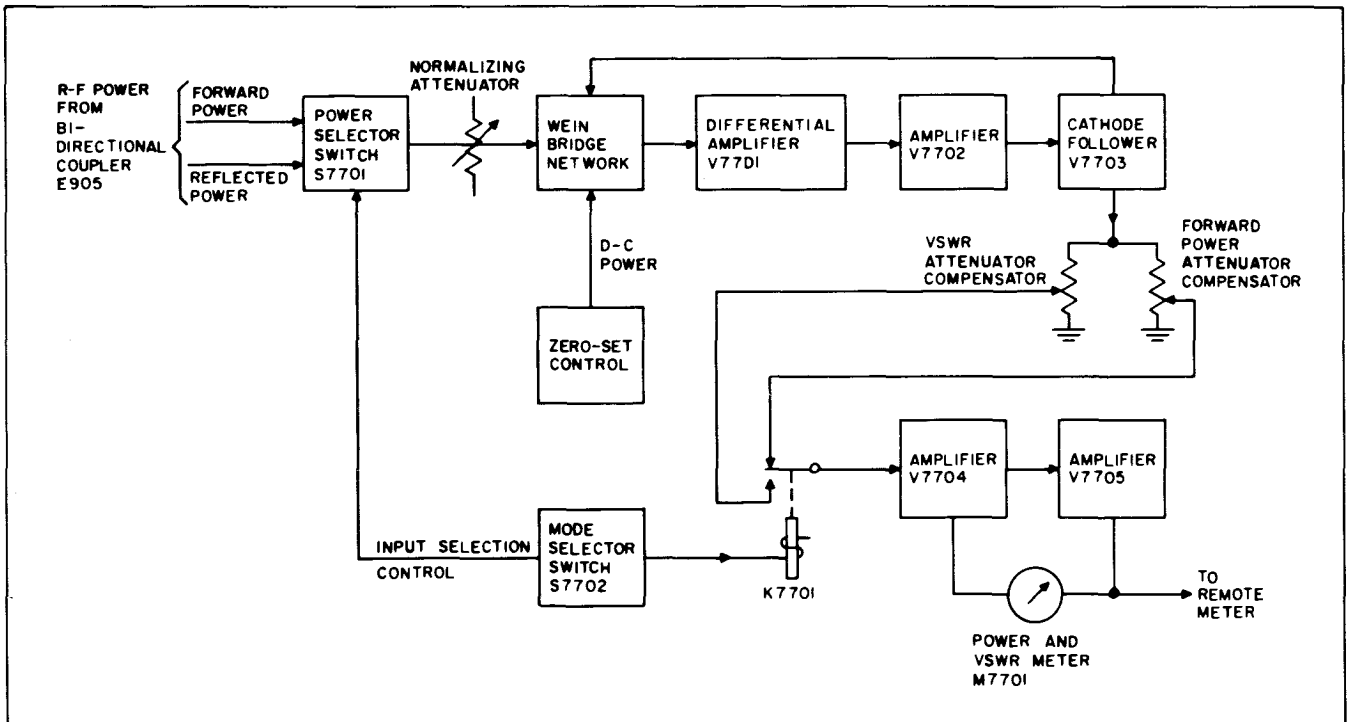 R-F POWER
FROM
BI-
DIRECTIONAL
COUPLER
E905
FORWARD
POWER
REFLECTED
POWER
POWER
SELECTOR
SWITCH
S7701
NORMALIZING
ATTENUATOR
WEIN
BRIDGE
NETWORK
DIFFERENTIAL
AMPLIFIER
V77D1
AMPLIFIER
V7702
CATHODE
FOLLOWER
V7703
D-C
POWER
ZERO-SET
CONTROL
VSWR
ATTENUATOR
COMPENSATOR
FORWARD
POWER
ATTENUATOR
COMPENSATOR
INPUT SELECTION
CONTROL
MODE
SELECTOR
SWITCH
S7702
K7701
AMPLIFIER
V7704
AMPLIFIER
V7705
POWER AND
VSWR METER
M7701
TO
REMOTE
METER